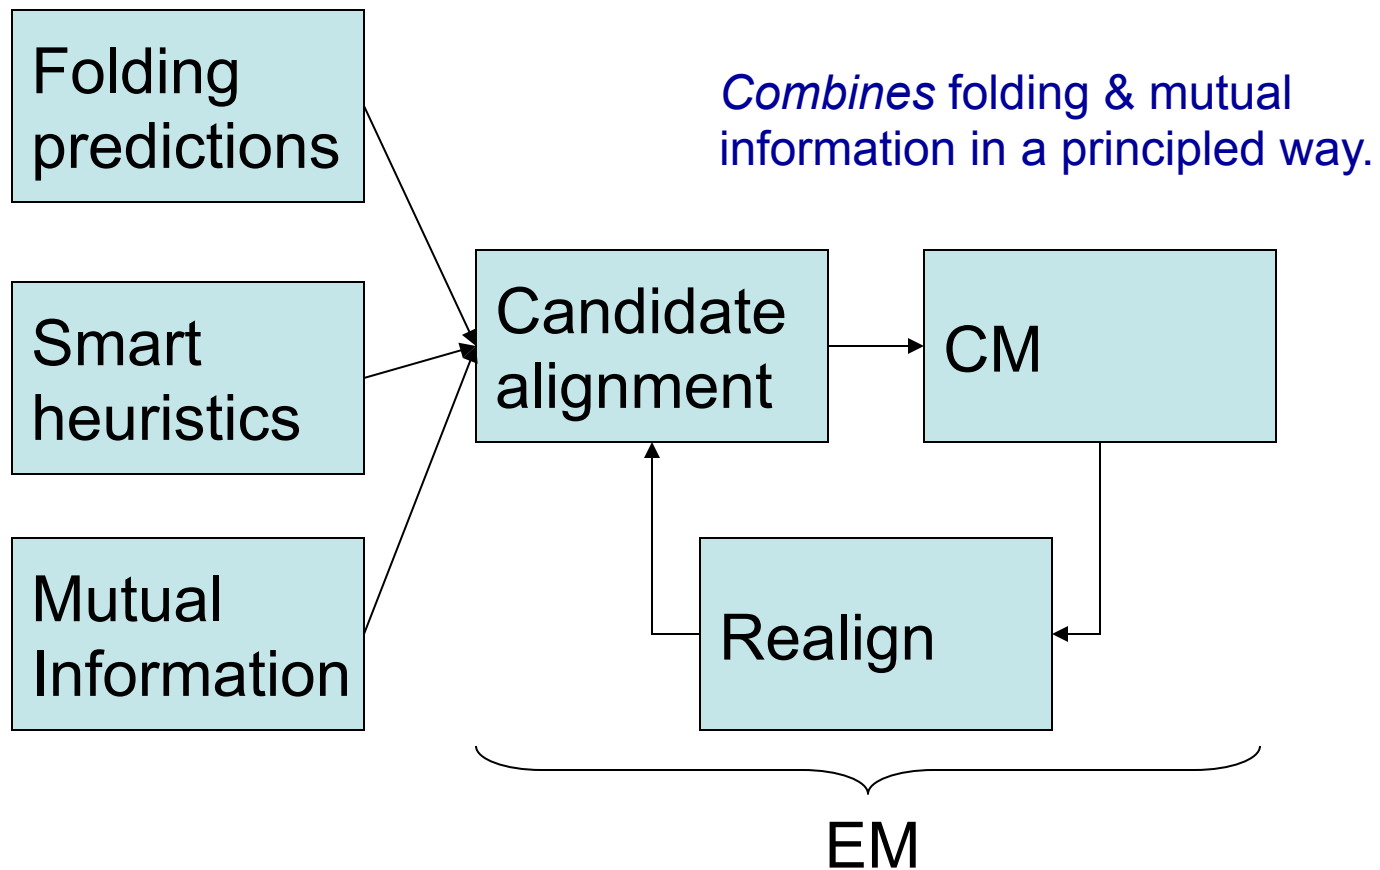 Folding
predictions
Combines folding & mutual
information in a principled way.
Smart
heuristics
Candidate
alignment
CM
Mutual
Information
Realign
EM